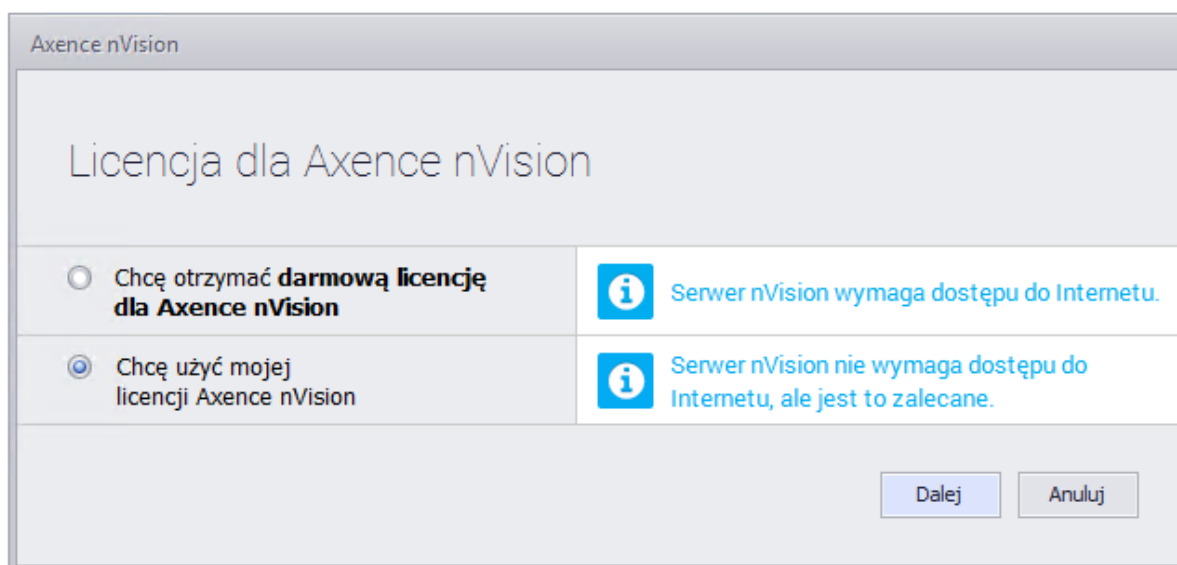 Axence nVision
Licencja dla Axence nVision
Chcę otrzymać darmową licencję
dla Axence nVision
Serwer nVision wymaga dostępu do Internetu.
Chcę użyć mojej
licencji Axence nVision
Serwer nVision nie wymaga dostępu do
Internetu, ale jest to zalecane.
Dalej
Anuluj